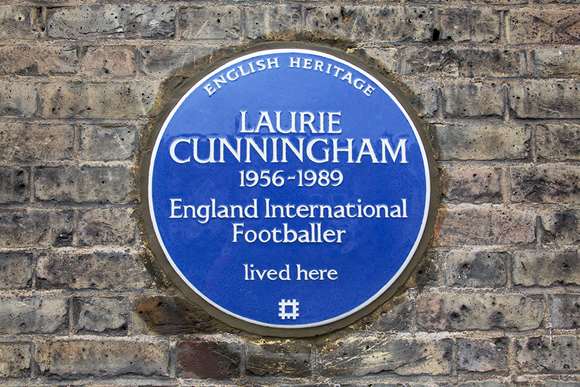 ENGLISH HERITAGE
LAURIE
CUNNINGHAM
1956-1989
England International
Footballer
lived here